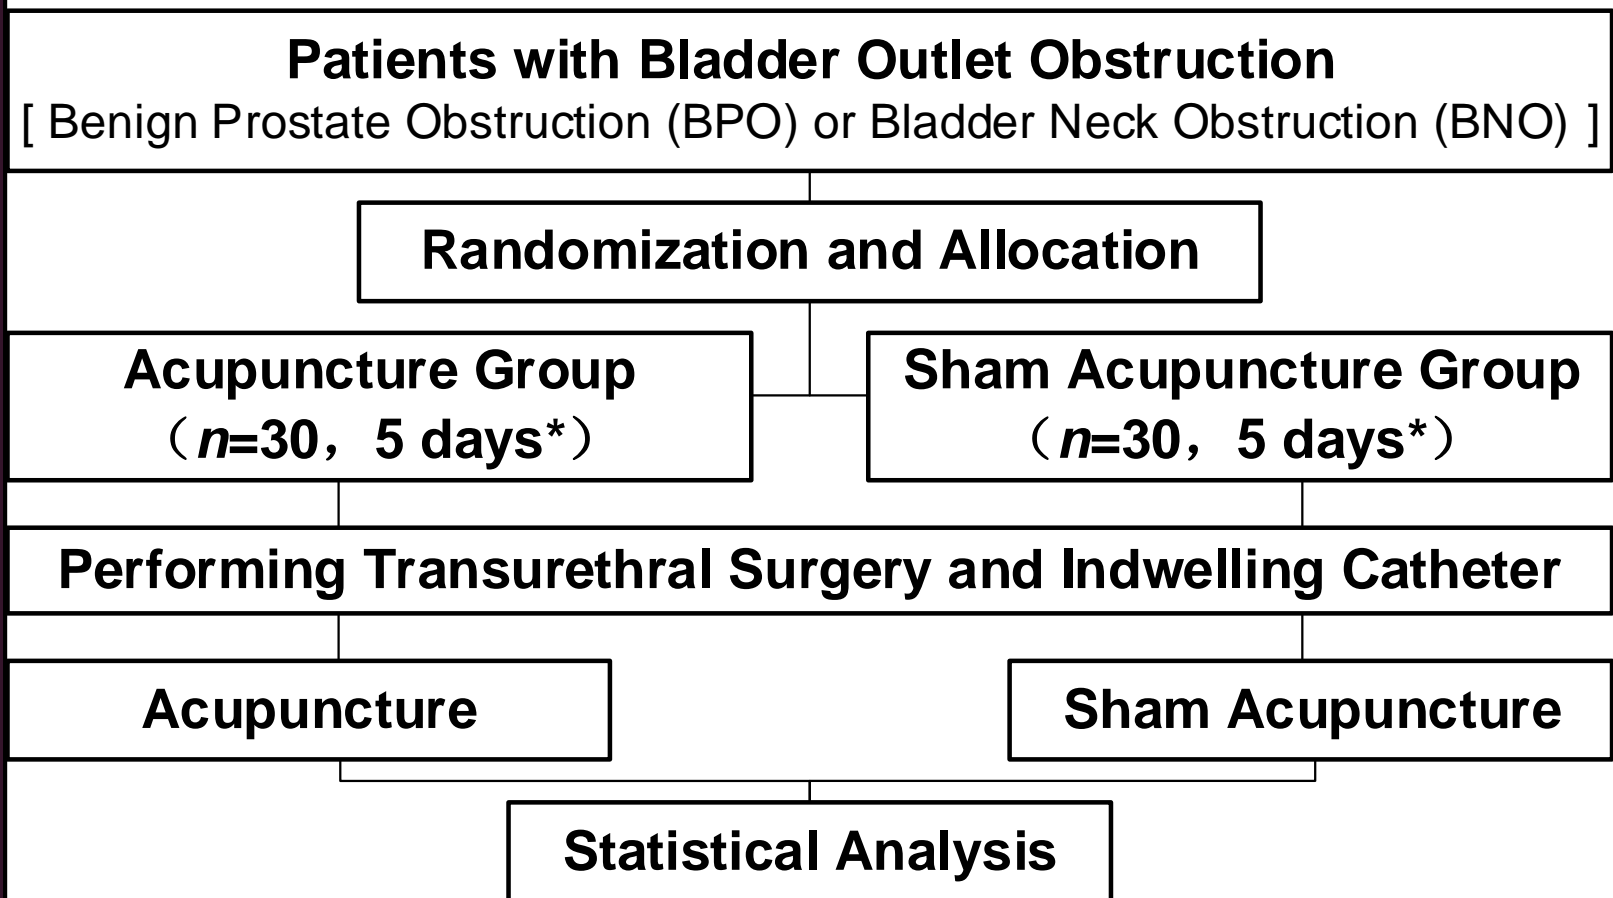 Patients with Bladder Outlet Obstruction
[ Benign Prostate Obstruction (BPO) or Bladder Neck Obstruction (BNO) ]
Randomization and Allocation
Acupuncture Group
（n=30，5 days*）
Sham Acupuncture Group
（n=30，5 days*）
Performing Transurethral Surgery and Indwelling Catheter
Acupuncture
Sham Acupuncture
Statistical Analysis